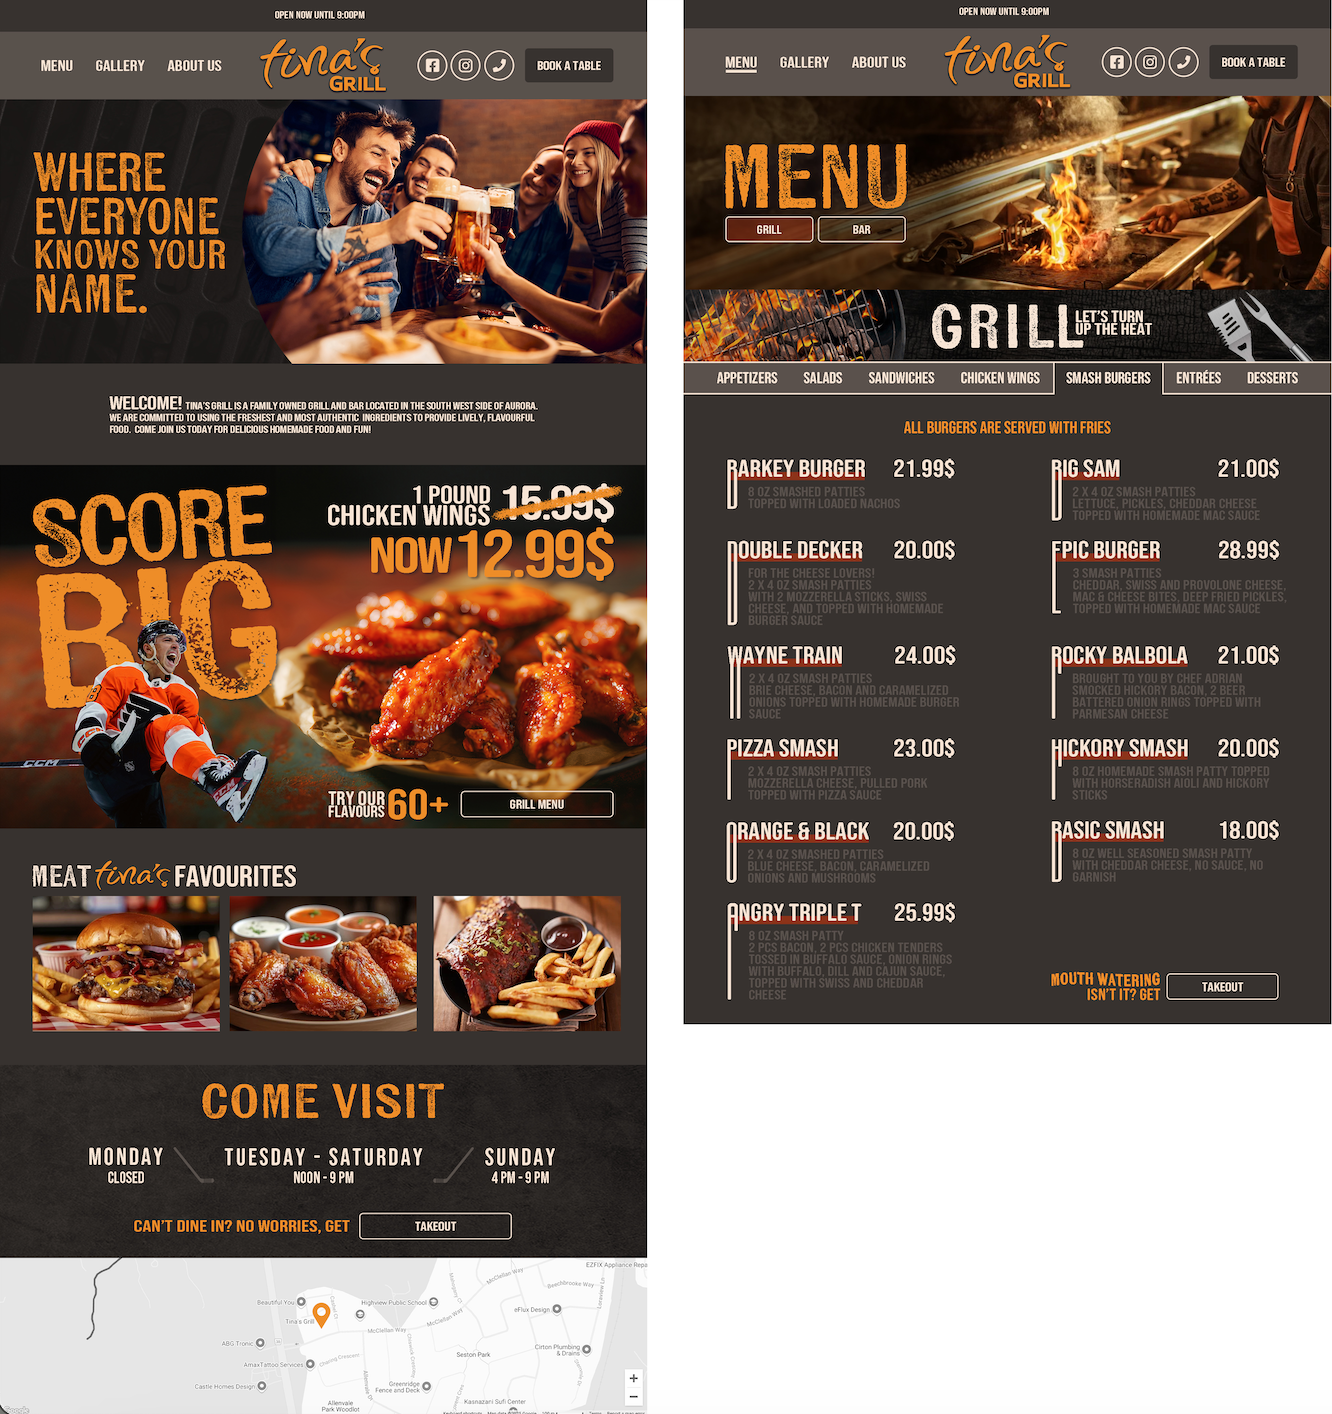 OPEN NOW UNTIL 9:00PM
MENU
GALLERY
ABOUT US
tina's
GRILL
BOOK A TABLE
WHERE
EVERYONE
KNOWS YOUR
NAME.
WELCOME! TINA'S GRILL IS A FAMILY OWNED GRILL AND BAR LOCATED IN THE SOUTH WEST SIDE OF AURORA.
WE ARE COMMITTED TO USING THE FRESHEST AND MOST AUTHENTIC INGREDIENTS TO PROVIDE LIVELY, FLAVOURFUL
FOOD. COME JOIN US TODAY FOR DELICIOUS HOMEMADE FOOD AND FUN!
SCORE
BIG
1 POUND
CHICKEN WINGS
15.99$
NOW 12.99$
CCM
TRY OUR
FLAVOURS
60+
GRILL MENU
MEAT tina's FAVOURITES
COME VISIT
MONDAY
CLOSED
TUESDAY - SATURDAY
NOON - 9 PM
SUNDAY
4 PM - 9 PM
CAN'T DINE IN? NO WORRIES, GET
TAKEOUT
EZFIX Appliance Repa
McClellan Way
Beechbrooke Way
Beautiful You
Highview Public School
eFlux Design
Tina's Grill
McClellan Way
McClellan Way
ABG Tronic
AmaxTattoo Services
Charing Crescent
Seston Park
Cirton Plumbing
& Drains
Castle Homes Design
Greenridge
Fence and Deck
Allenvale
Park Woodlot
Kasnazari Sufi Center
Google
OPEN NOW UNTIL 9:00PM
MENU
GALLERY
ABOUT US
tina's
GRILL
BOOK A TABLE
MENU
GRILL
BAR
GRILL
LET'S TURN
UP THE HEAT
APPETIZERS
SALADS
SANDWICHES
CHICKEN WINGS
SMASH BURGERS
ENTRÉES
DESSERTS
ALL BURGERS ARE SERVED WITH FRIES
BARKEY BURGER 21.99$
8 OZ SMASHED PATTIES
TOPPED WITH LOADED NACHOS
DOUBLE DECKER 20.00$
FOR THE CHEESE LOVERS!
2 X 4 OZ SMASH PATTIES
WITH 2 MOZZERELLA STICKS, SWISS
CHEESE, AND TOPPED WITH HOMEMADE
BURGER SAUCE
WAYNE TRAIN 24.00$
2 X 4 OZ SMASH PATTIES
BRIE CHEESE, BACON AND CARAMELIZED
ONIONS TOPPED WITH HOMEMADE BURGER
SAUCE
PIZZA SMASH 23.00$
2 X 4 OZ SMASH PATTIES
MOZZERELLA CHEESE, PULLED PORK
TOPPED WITH PIZZA SAUCE
ORANGE & BLACK 20.00$
2 X 4 OZ SMASHED PATTIES
BLUE CHEESE, BACON, CARAMELIZED
ONIONS AND MUSHROOMS
ANGRY TRIPLE T 25.99$
8 OZ SMASH PATTY
2 PCS BACON, 2 PCS CHICKEN TENDERS
TOSSED IN BUFFALO SAUCE, ONION RINGS
WITH BUFFALO, DILL AND CAJUN SAUCE,
TOPPED WITH SWISS AND CHEDDAR
CHEESE
BIG SAM 21.00$
2 X 4 OZ SMASH PATTIES
LETTUCE, PICKLES, CHEDDAR CHEESE
TOPPED WITH HOMEMADE MAC SAUCE
EPIC BURGER 28.99$
3 SMASH PATTIES
CHEDDAR, SWISS AND PROVOLONE CHEESE,
MAC & CHEESE BITES, DEEP FRIED PICKLES,
TOPPED WITH HOMEMADE MAC SAUCE
ROCKY BALBOLA 21.00$
BROUGHT TO YOU BY CHEF ADRIAN
SMOCKED HICKORY BACON, 2 BEER
BATTERED ONION RINGS TOPPED WITH
PARMESAN CHEESE
HICKORY SMASH 20.00$
8 OZ HOMEMADE SMASH PATTY TOPPED
WITH HORSERADISH AIOLI AND HICKORY
STICKS
BASIC SMASH 18.00$
8 OZ WELL SEASONED SMASH PATTY
WITH CHEDDAR CHEESE, NO SAUCE, NO
GARNISH
MOUTH WATERING
ISN'T IT? GET
TAKEOUT